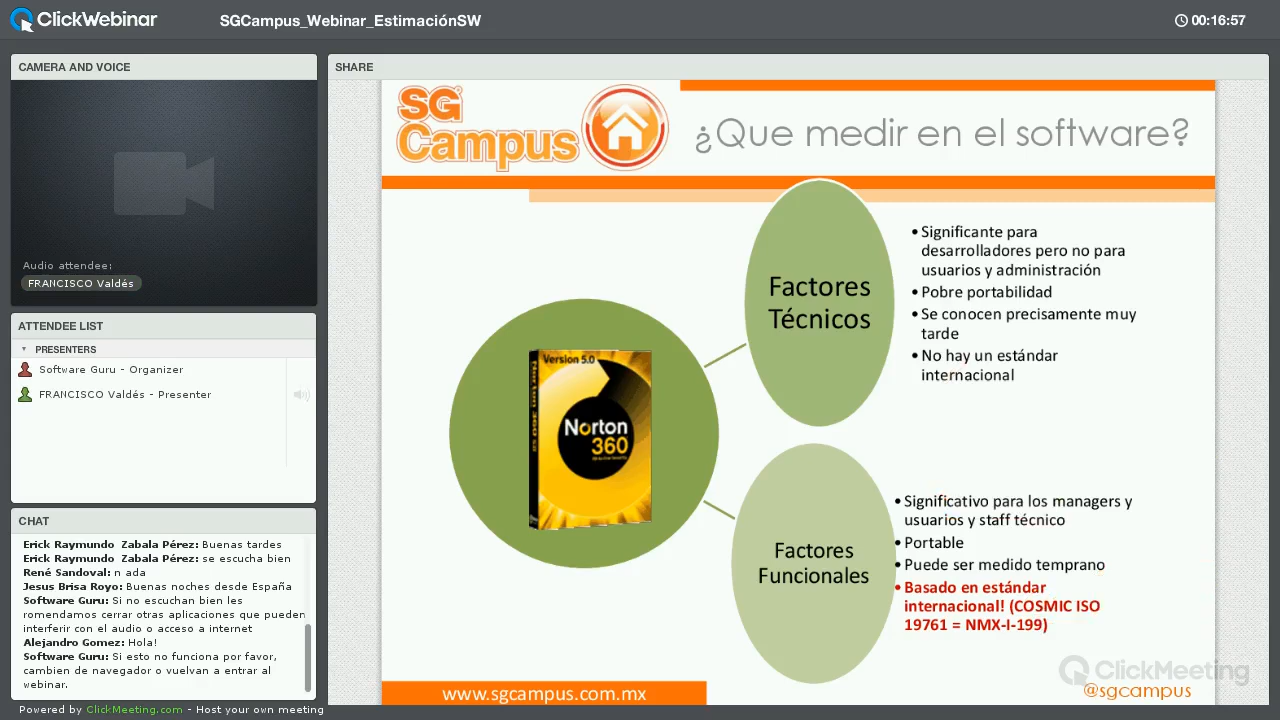 ClickWebinar
SGCampus_Webinar_EstimaciónSW
00:16:57
CAMERA AND VOICE
Audio attendee:
FRANCISCO Valdés
ATTENDEE LIST
PRESENTERS
Software Guru - Organizer
FRANCISCO Valdés - Presenter
CHAT
Erick Raymundo Zabala Pérez: Buenas tardes
Erick Raymundo Zabala Pérez: se escucha bien
René Sandoval: n ada
Jesus Brisa Royo: Buenas noches desde España
Software Guru: Si no escuchan bien les
romendamos cerrar otras aplicaciones que pueden
interferir con el audio o acceso a internet
Alejandro Gomez: Hola!
Software Guru: Si esto no funciona por favor,
cambien de navegador o vuelvan a entrar al
webinar.
Powered by ClickMeeting.com - Host your own meeting
SHARE
SG
Campus
¿Que medir en el software?
Version 5.0
Norton
360
Factores
Técnicos
• Significante para
desarrolladores pero no para
usuarios y administración
• Pobre portabilidad
• Se conocen precisamente muy
tarde
• No hay un estándar
internacional
Factores
Funcionales
• Significativo para los managers y
usuarios y staff técnico
• Portable
• Puede ser medido temprano
• Basado en estándar
internacional! (COSMIC ISO
19761 = NMX-I-199)
www.sgcampus.com.mx
ClickMeeting
@sgcampus